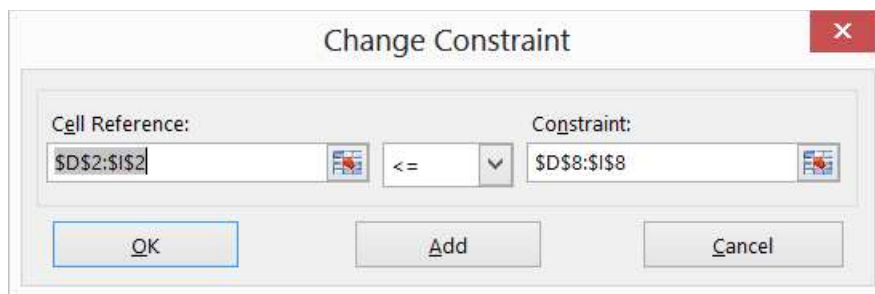 Change Constraint
Cell Reference:
Constraint:
$D$2:$I$2
<=
$D$8:$I$8
OK
Add
Cancel